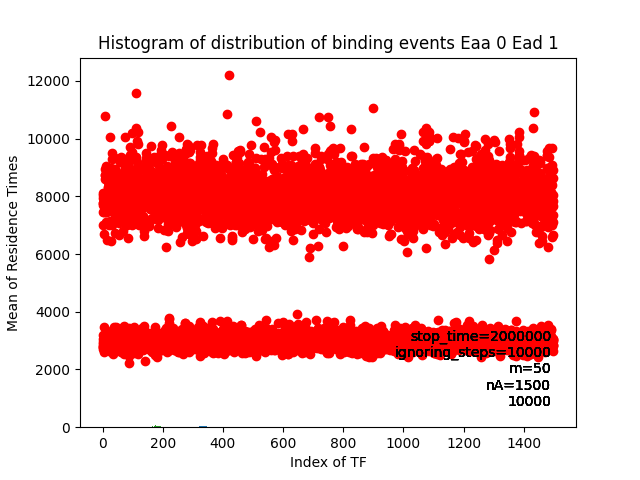 Histogram of distribution of binding events Eaa 0 Ead 1
12000
10000
8000
6000
4000
2000
0
Mean of Residence Times
stop_time=2000000
ignoring_steps=10000
m=50
nA=1500
10000
0 200 400 600 800 1000 1200 1400
Index of TF